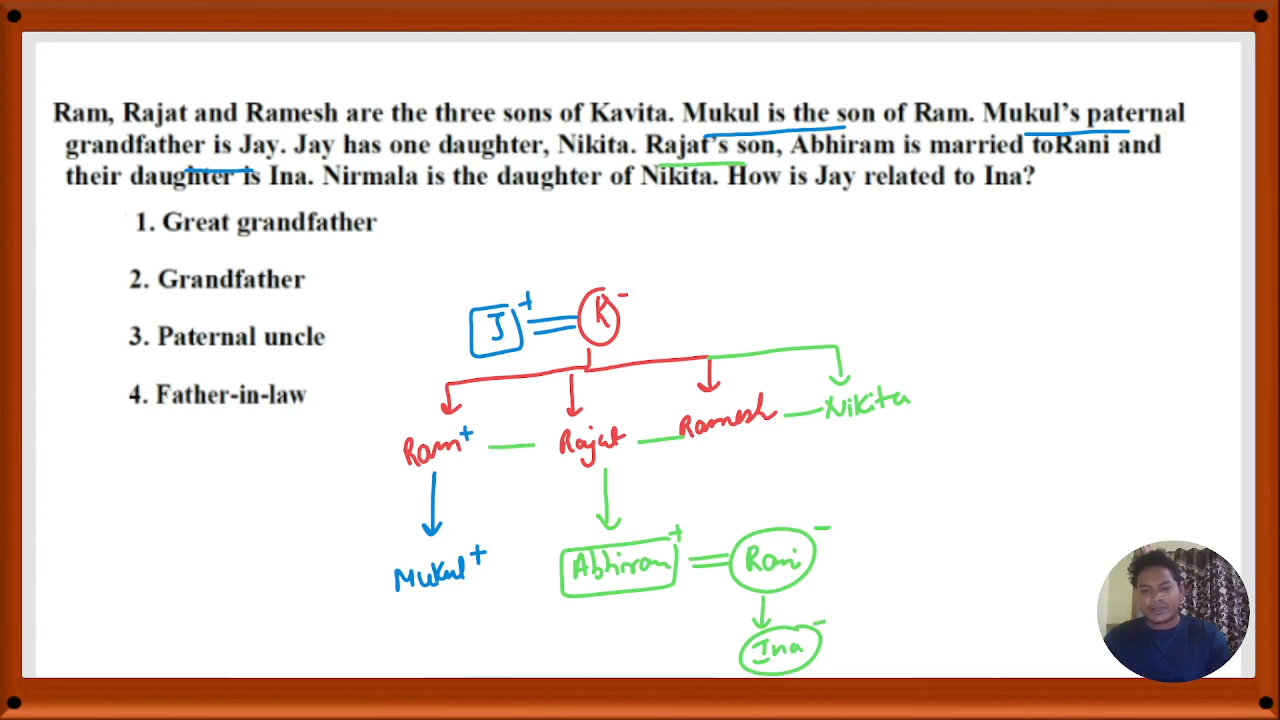 Ram, Rajat and Ramesh are the three sons of Kavita. Mukul is the son of Ram. Mukul's paternal
grandfather is Jay. Jay has one daughter, Nikita. Rajat's son, Abhiram is married toRani and
their daughter is Ina. Nirmala is the daughter of Nikita. How is Jay related to Ina?
1. Great grandfather
2. Grandfather
3. Paternal uncle
4. Father-in-law
J + K -
Ram + Rajat Ramesh Nikita
Mukul + Abhiram + Rani -
Ina -